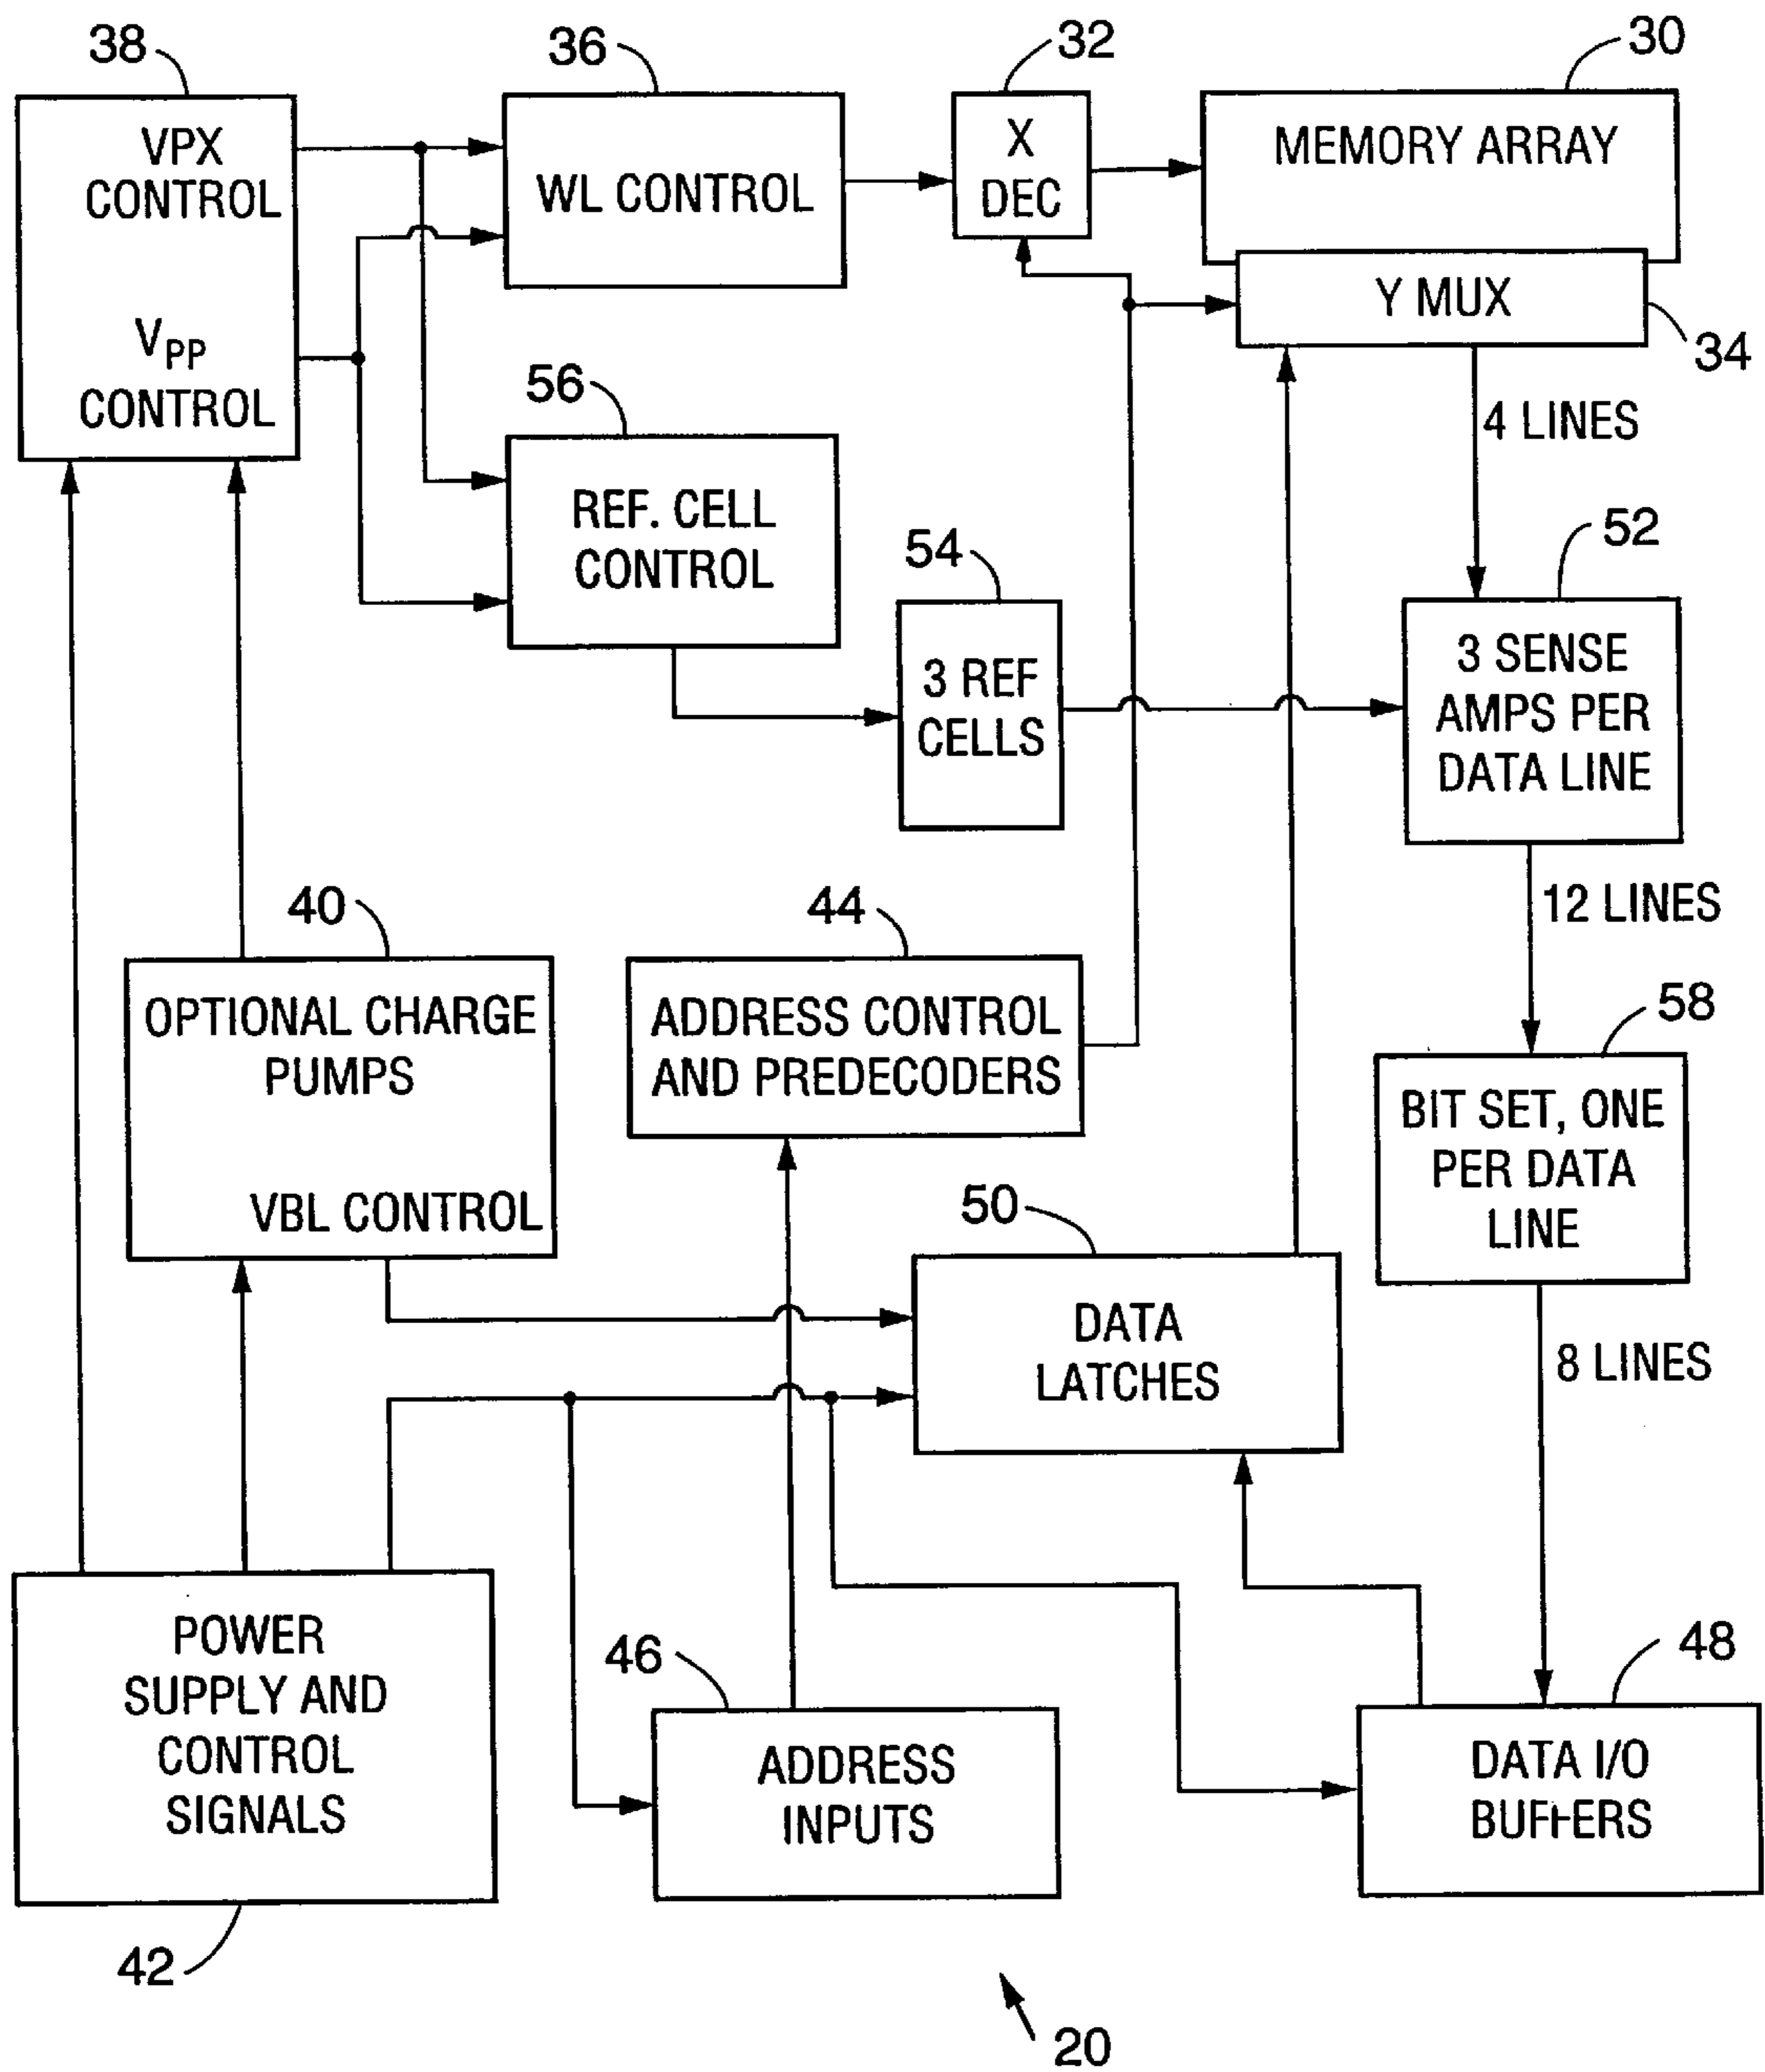 38
36
32
30
VPX
CONTROL
V_PP
CONTROL
WL CONTROL
X
DEC
MEMORY ARRAY
Y MUX
34
56
4 LINES
REF. CELL
CONTROL
54
52
3 REF
CELLS
3 SENSE
AMPS PER
DATA LINE
40
44
12 LINES
OPTIONAL CHARGE
PUMPS
VBL CONTROL
ADDRESS CONTROL
AND PREDECODERS
58
BIT SET, ONE
PER DATA
LINE
50
DATA
LATCHES
8 LINES
POWER
SUPPLY AND
CONTROL
SIGNALS
42
46
ADDRESS
INPUTS
48
DATA I/O
BUFFERS
20